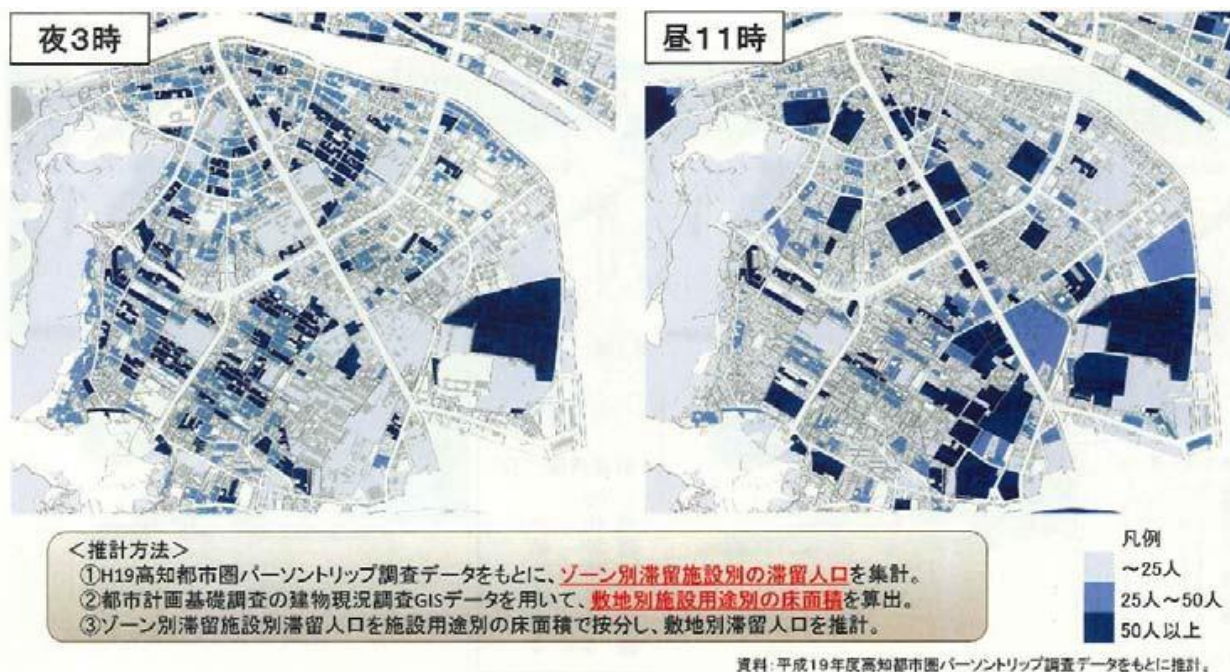 夜3時
昼11時
<推計方法>
①H19高知都市圏パーソントリップ調査データをもとに、ゾーン別滞留施設別の滞留人口を集計。
②都市計画基礎調査の建物現況調査GISデータを用いて、敷地別施設用途別の床面積を算出。
③ゾーン別滞留施設別滞留人口を施設用途別の床面積で按分し、敷地別滞留人口を推計。
凡例
～25人
25人～50人
50人以上
資料:平成19年度高知都市圏パーソントリップ調査データをもとに推計。